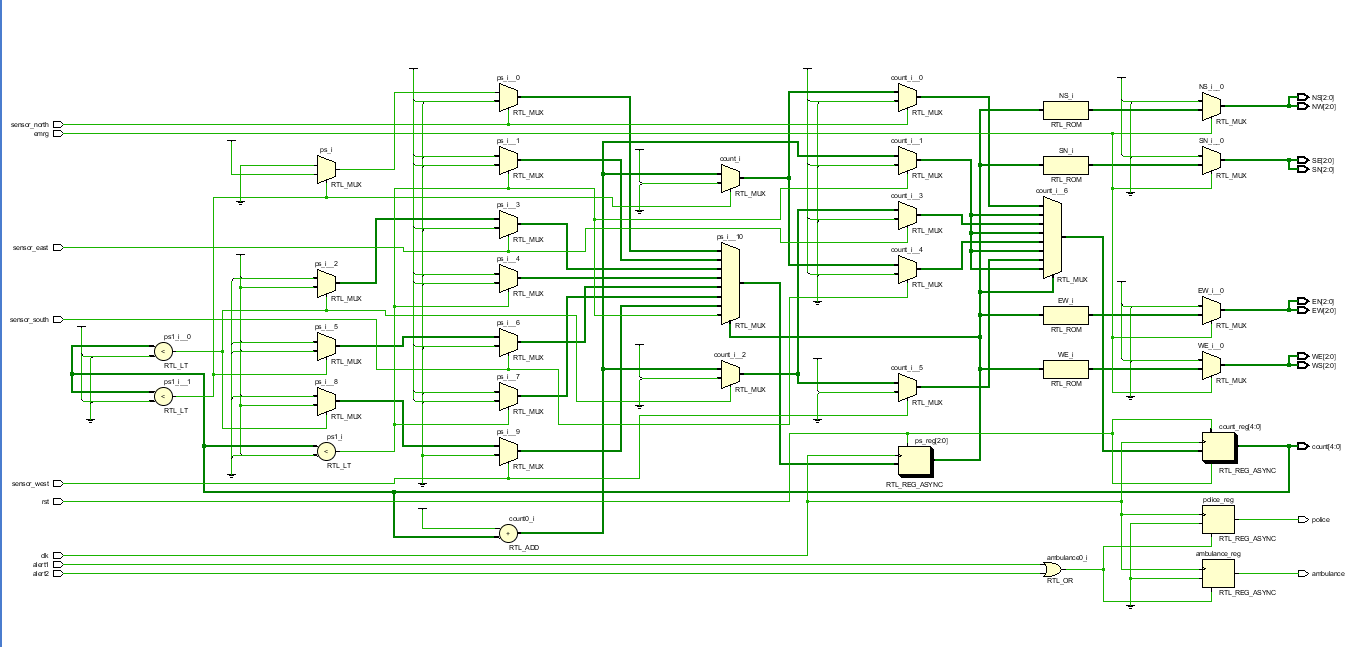 ps_i__0
RTL_MUX
count_i__0
RTL_MUX
NS_i
RTL_ROM
NS_i__0
RTL_MUX
NS[2:0]
NW[2:0]
sensor_north
emrg
ps_i
RTL_MUX
ps_i__1
RTL_MUX
count_i
RTL_MUX
count_i__1
RTL_MUX
SN_i
RTL_ROM
SN_i__0
RTL_MUX
SE[2:0]
SN[2:0]
ps_i__3
RTL_MUX
count_i__3
RTL_MUX
count_i__6
RTL_MUX
sensor_east
ps_i__2
RTL_MUX
ps_i__4
RTL_MUX
ps_i__10
RTL_MUX
count_i__4
RTL_MUX
EW_i
RTL_ROM
EW_i__0
RTL_MUX
EN[2:0]
EW[2:0]
sensor_south
ps1_i__0
RTL_LT
ps_i__5
RTL_MUX
ps_i__6
RTL_MUX
count_i__2
RTL_MUX
count_i__5
RTL_MUX
WE_i
RTL_ROM
WE_i__0
RTL_MUX
WE[2:0]
WS[2:0]
ps1_i__1
RTL_LT
ps_i__8
RTL_MUX
ps_i__7
RTL_MUX
ps1_i
RTL_LT
ps_i__9
RTL_MUX
ps_reg[2:0]
RTL_REG_ASYNC
count_reg[4:0]
RTL_REG_ASYNC
count[4:0]
sensor_west
rst
count0_i
RTL_ADD
police_reg
RTL_REG_ASYNC
police
clk
alert1
alert2
ambulance0_i
RTL_OR
ambulance_reg
RTL_REG_ASYNC
ambulance
<
<
<
+